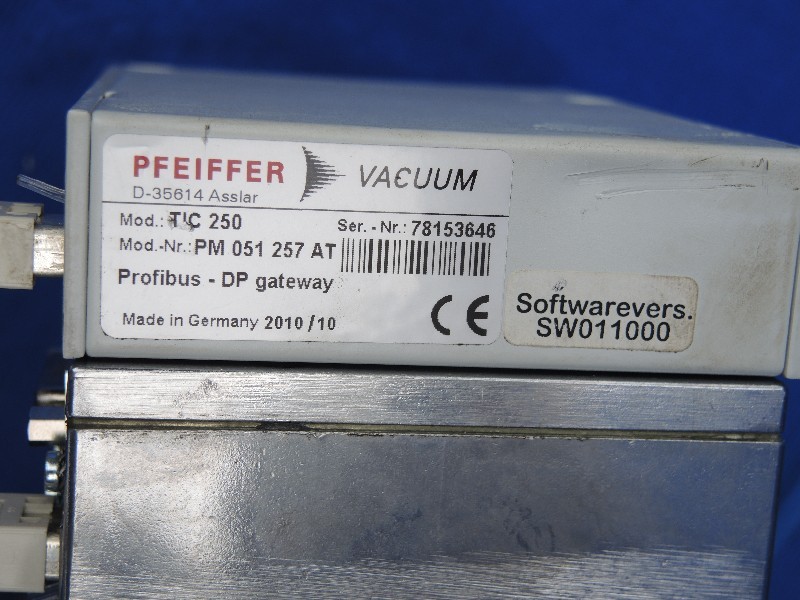 PFEIFFER VACUUM
D-35614 Asslar
Mod.: TIC 250 Ser. - Nr.: 78153646
Mod.-Nr.: PM 051 257 AT
Profibus - DP gateway
Made in Germany 2010/10 CE
Softwarevers.
SW011000